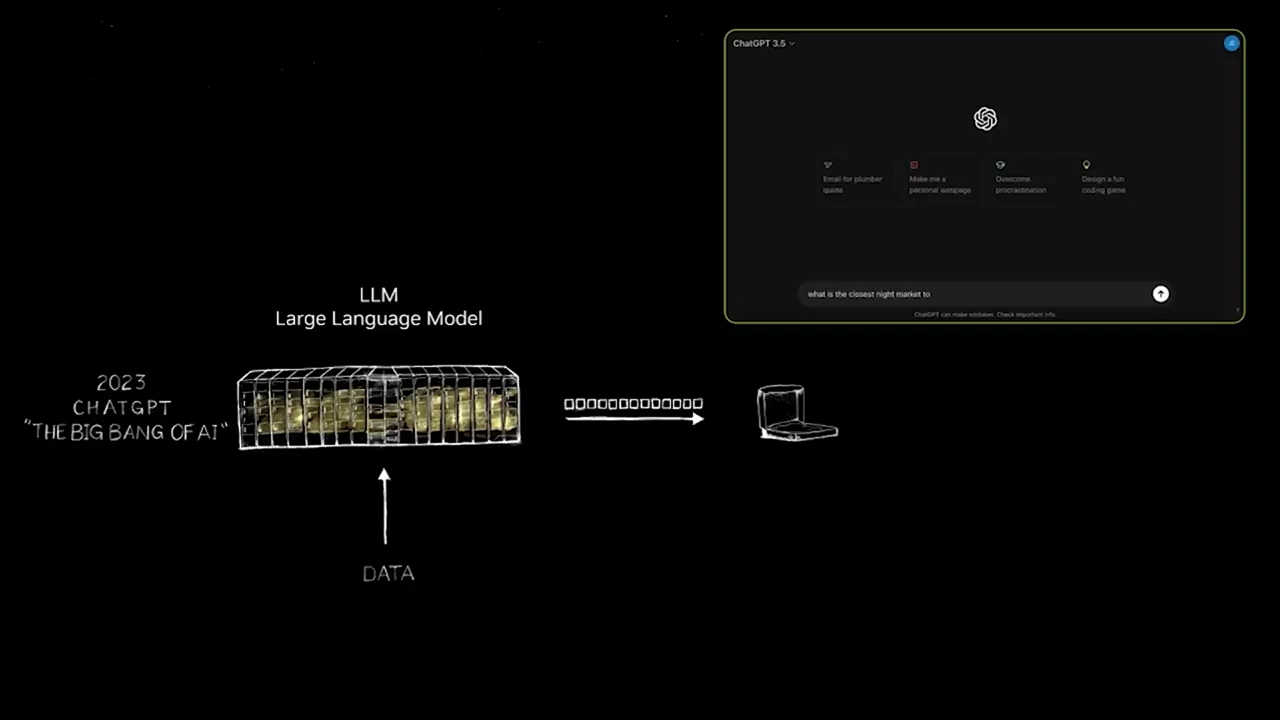 ChatGPT 3.5
Email for plumber
quote
Make me a
personal webpage
Overcome
procrastination
Design a fun
coding game
what is the closest night market to
ChatGPT can make mistakes. Check important info.
LLM
Large Language Model
2023
CHATGPT
"THE BIG BANG OF AI"
DATA